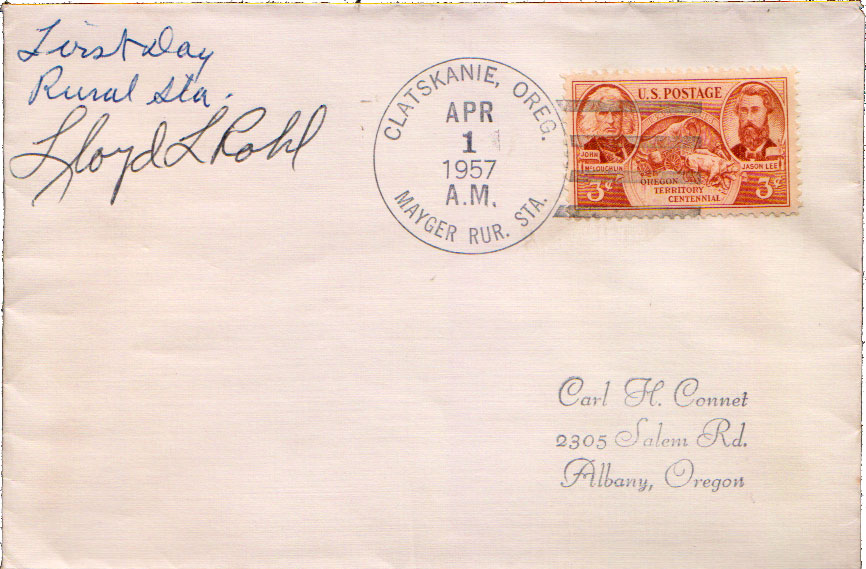 First Day
Rural Sta.
Lloyd L Rohl
CLATSKANIE, OREG.
APR
1
1957
A.M.
MAYGER RUR. STA.
U.S. POSTAGE
JOHN
McLOUGHLIN
JASON LEE
3¢
OREGON
TERRITORY
CENTENNIAL
3¢
Carl H. Connet
2305 Salem Rd.
Albany, Oregon